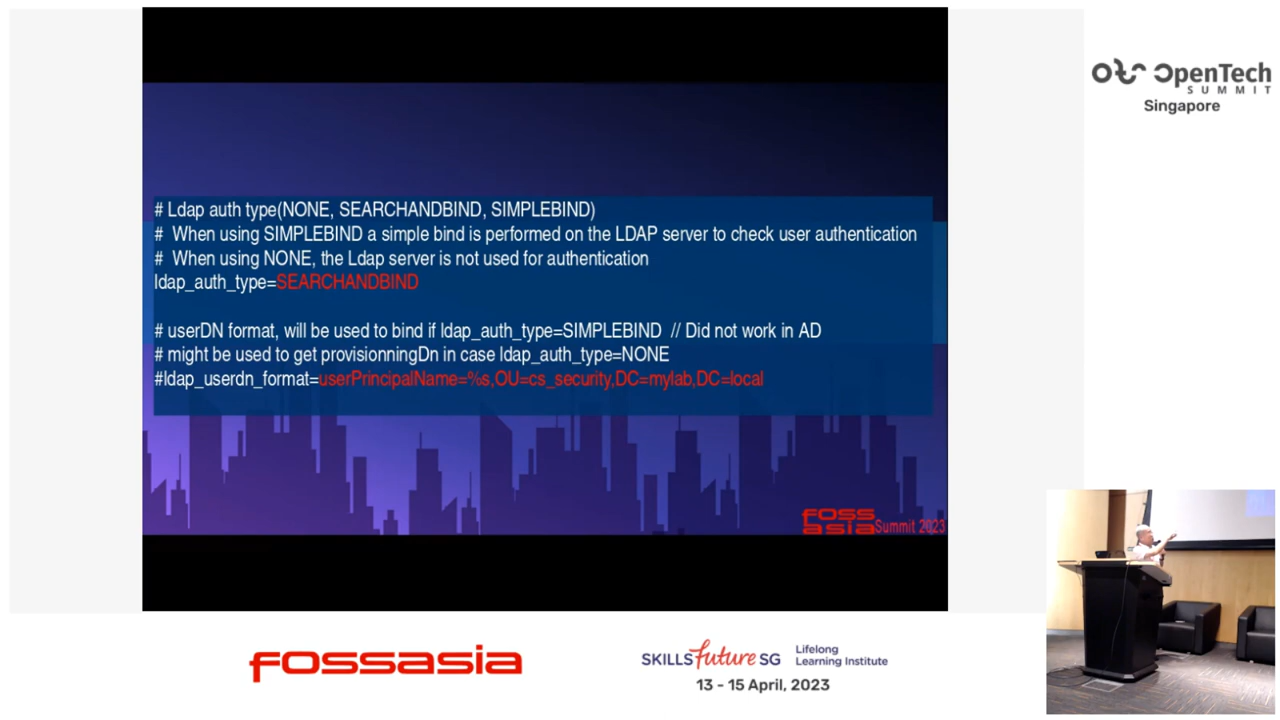 # Ldap auth type(NONE, SEARCHANDBIND, SIMPLEBIND)
#  When using SIMPLEBIND a simple bind is performed on the LDAP server to check user authentication
#  When using NONE, the Ldap server is not used for authentication
ldap_auth_type=SEARCHANDBIND
# userDN format, will be used to bind if ldap_auth_type=SIMPLEBIND  // Did not work in AD
# might be used to get provisionningDn in case ldap_auth_type=NONE
#ldap_userdn_format=userPrincipalName=%s,OU=cs_security,DC=mylab,DC=local
FOSS
asia Summit 2023
OpenTech
SUMMIT
Singapore
fossasia
SKILLS future SG
Lifelong
Learning Institute
13 - 15 April, 2023